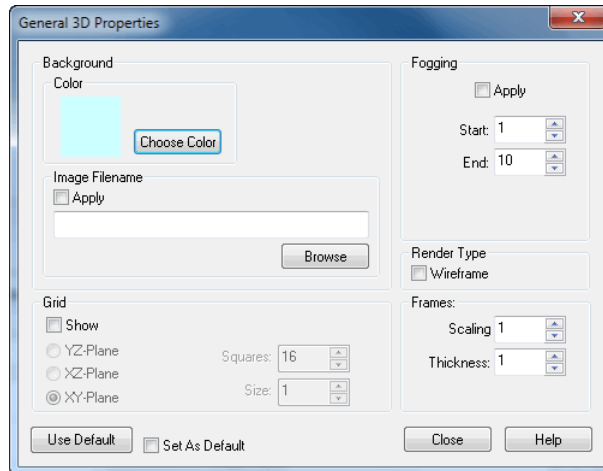 General 3D Properties
Background
Color
Choose Color
Image Filename
Apply
Browse
Fogging
Apply
Start: 1
End: 10
Render Type
Wireframe
Grid
Show
YZ-Plane
XZ-Plane
XY-Plane
Squares: 16
Size: 1
Frames:
Scaling 1
Thickness: 1
Use Default
Set As Default
Close
Help